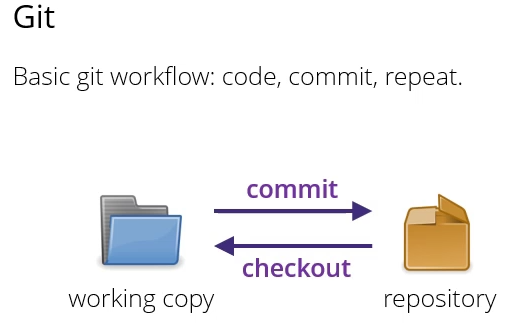 Git
Basic git workflow: code, commit, repeat.
commit
checkout
working copy
repository